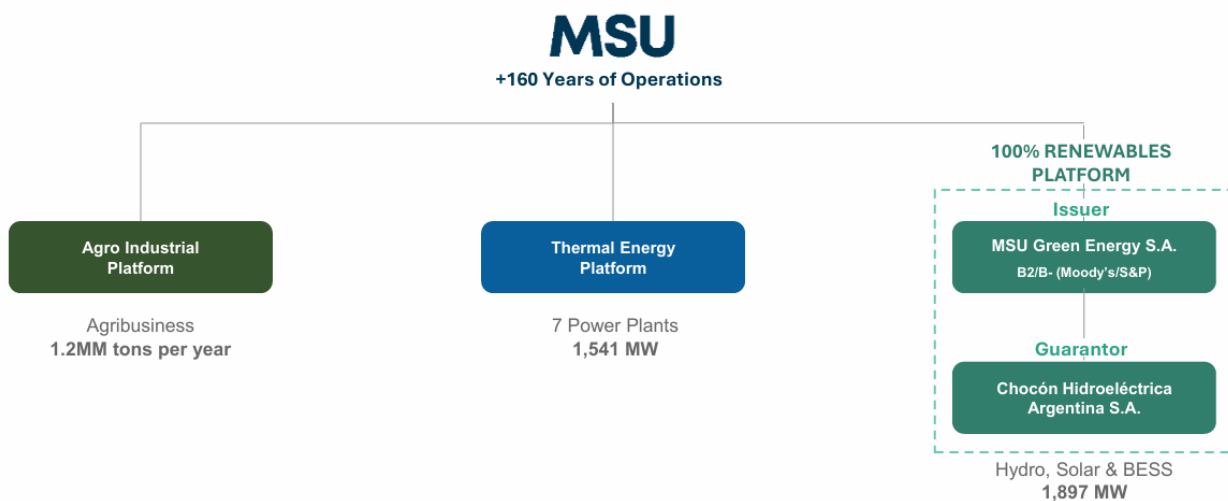 MSU
+160 Years of Operations
100% RENEWABLES
PLATFORM
Agro Industrial
Platform
Agribusiness
1.2MM tons per year
Thermal Energy
Platform
7 Power Plants
1,541 MW
Issuer
MSU Green Energy S.A.
B2/B- (Moody's/S&P)
Guarantor
Chocón Hidroeléctrica
Argentina S.A.
Hydro, Solar & BESS
1,897 MW